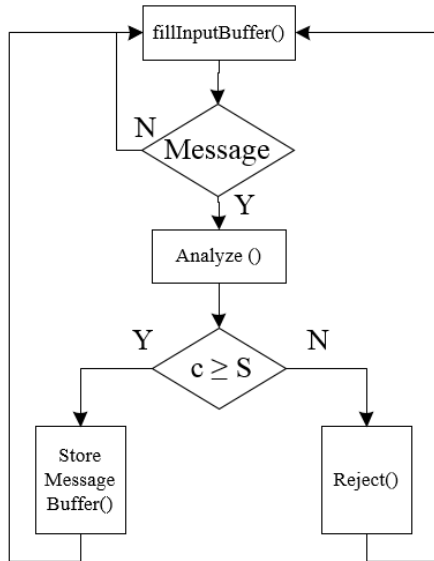 fillInputBuffer()
N
Message
Y
Analyze ()
Y
N
c ≥ S
Store
Message
Buffer()
Reject()